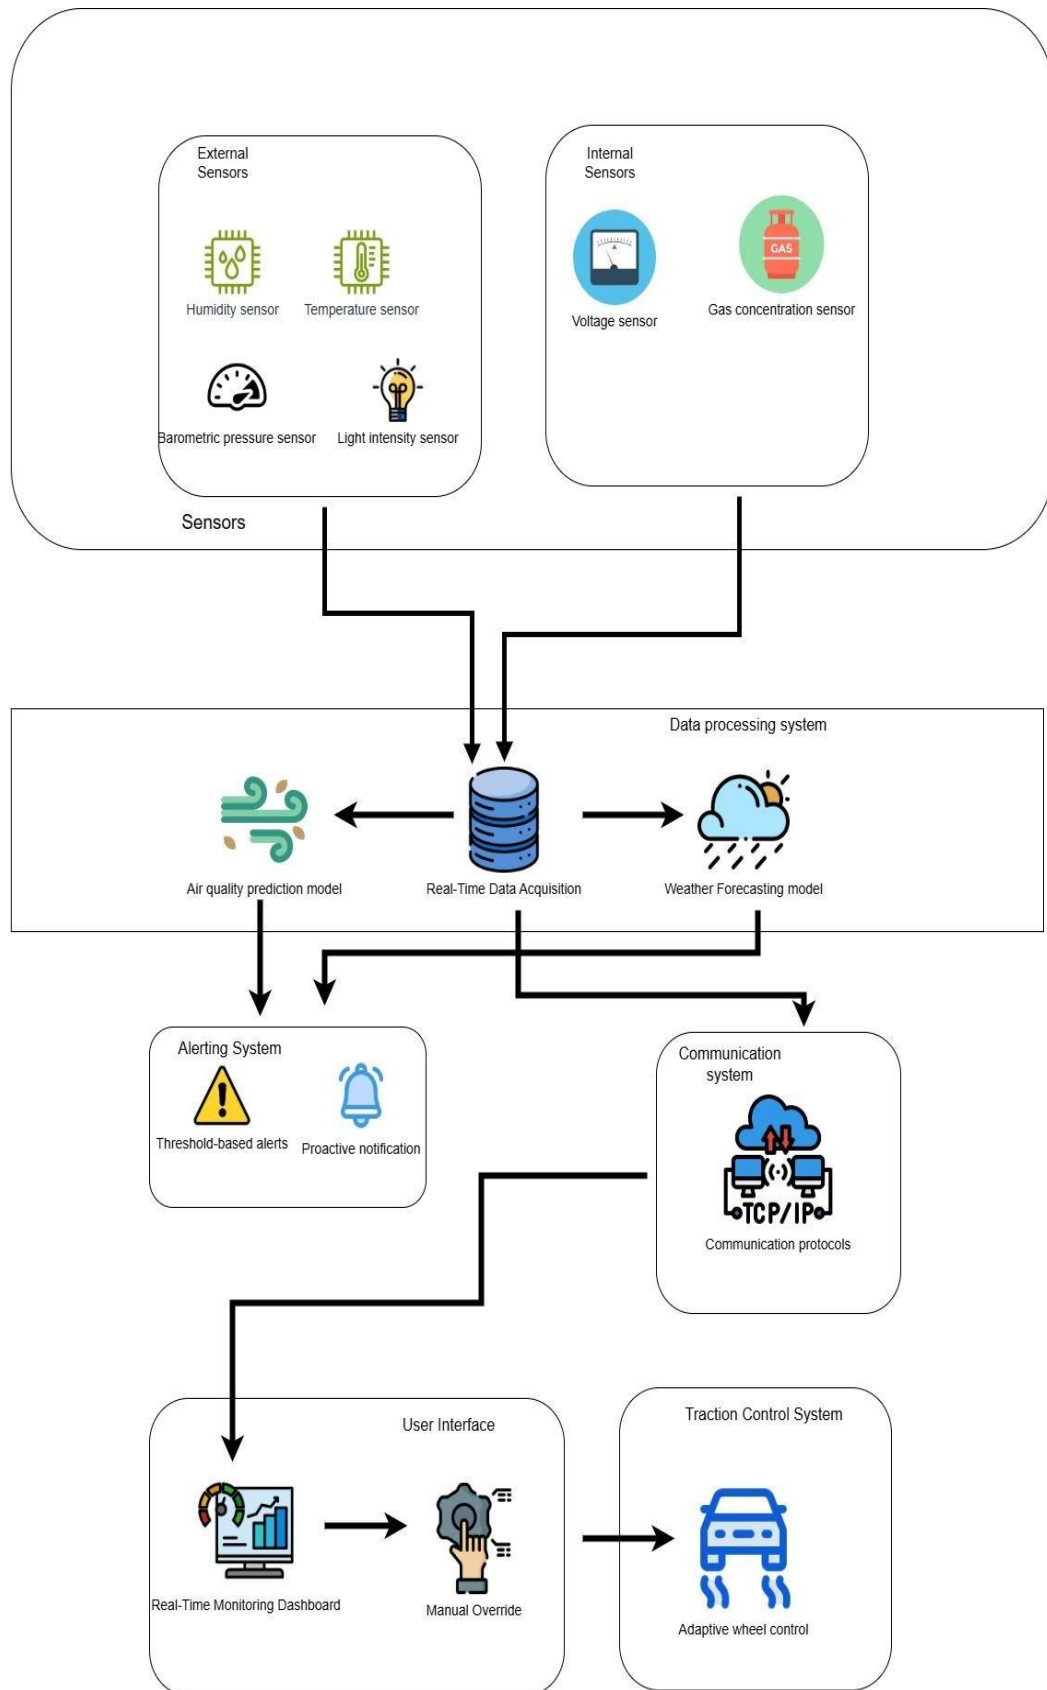 External
Sensors
Internal
Sensors
GAS
Humidity sensor
Temperature sensor
A
Voltage sensor
Gas concentration sensor
Barometric pressure sensor
Light intensity sensor
Sensors
Data processing system
Air quality prediction model
Real-Time Data Acquisition
Weather Forecasting model
Alerting System
Threshold-based alerts
Proactive notification
Communication
system
TCP/IP
Communication protocols
User Interface
Real-Time Monitoring Dashboard
Manual Override
Traction Control System
Adaptive wheel control